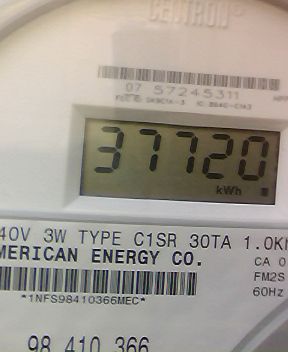 CENTRON®
07 57245311
37720
kWh
40V 3W TYPE C1SR 30TA 1.0K
MERICAN ENERGY CO.
CA 0
FM2S
60Hz
*1NFS98410366MEC*
98 410 366